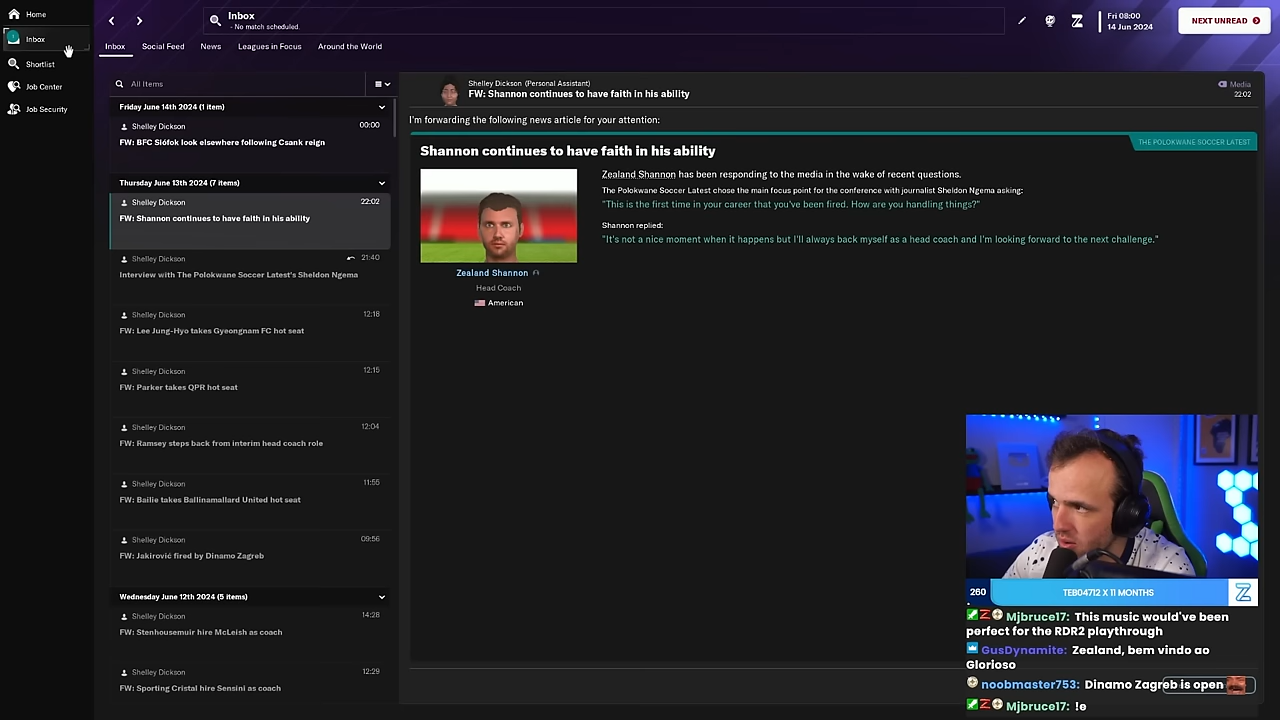 Home
Inbox
Shortlist
Job Center
Job Security
Inbox
- No match scheduled.
Fri 08:00
14 Jun 2024
NEXT UNREAD
Inbox
Social Feed
News
Leagues in Focus
Around the World
All Items
Friday June 14th 2024 (1 item)
Shelley Dickson
00:00
FW: BFC Siófok look elsewhere following Csank reign
Thursday June 13th 2024 (7 items)
Shelley Dickson
22:02
FW: Shannon continues to have faith in his ability
Shelley Dickson
21:40
Interview with The Polokwane Soccer Latest's Sheldon Ngema
Shelley Dickson
12:18
FW: Lee Jung-Hyo takes Gyeongnam FC hot seat
Shelley Dickson
12:15
FW: Parker takes QPR hot seat
Shelley Dickson
12:04
FW: Ramsey steps back from interim head coach role
Shelley Dickson
11:55
FW: Bailie takes Ballinamallard United hot seat
Shelley Dickson
09:56
FW: Jakirović fired by Dinamo Zagreb
Wednesday June 12th 2024 (5 items)
Shelley Dickson
14:28
FW: Stenhousemuir hire McLeish as coach
Shelley Dickson
12:29
FW: Sporting Cristal hire Sensini as coach
Shelley Dickson (Personal Assistant)
FW: Shannon continues to have faith in his ability
Media
22:02
I'm forwarding the following news article for your attention:
THE POLOKWANE SOCCER LATEST
Shannon continues to have faith in his ability
Zealand Shannon has been responding to the media in the wake of recent questions.
The Polokwane Soccer Latest chose the main focus point for the conference with journalist Sheldon Ngema asking:
"This is the first time in your career that you've been fired. How are you handling things?"
Shannon replied:
"It's not a nice moment when it happens but I'll always back myself as a head coach and I'm looking forward to the next challenge."
Zealand Shannon
Head Coach
American
260
TEB04712 X 11 MONTHS
Z
Mjbruce17: This music would've been
perfect for the RDR2 playthrough
GusDynamite: Zealand, bem vindo ao
Glorioso
noobmaster753: Dinamo Zagreb is open
Mjbruce17: !e